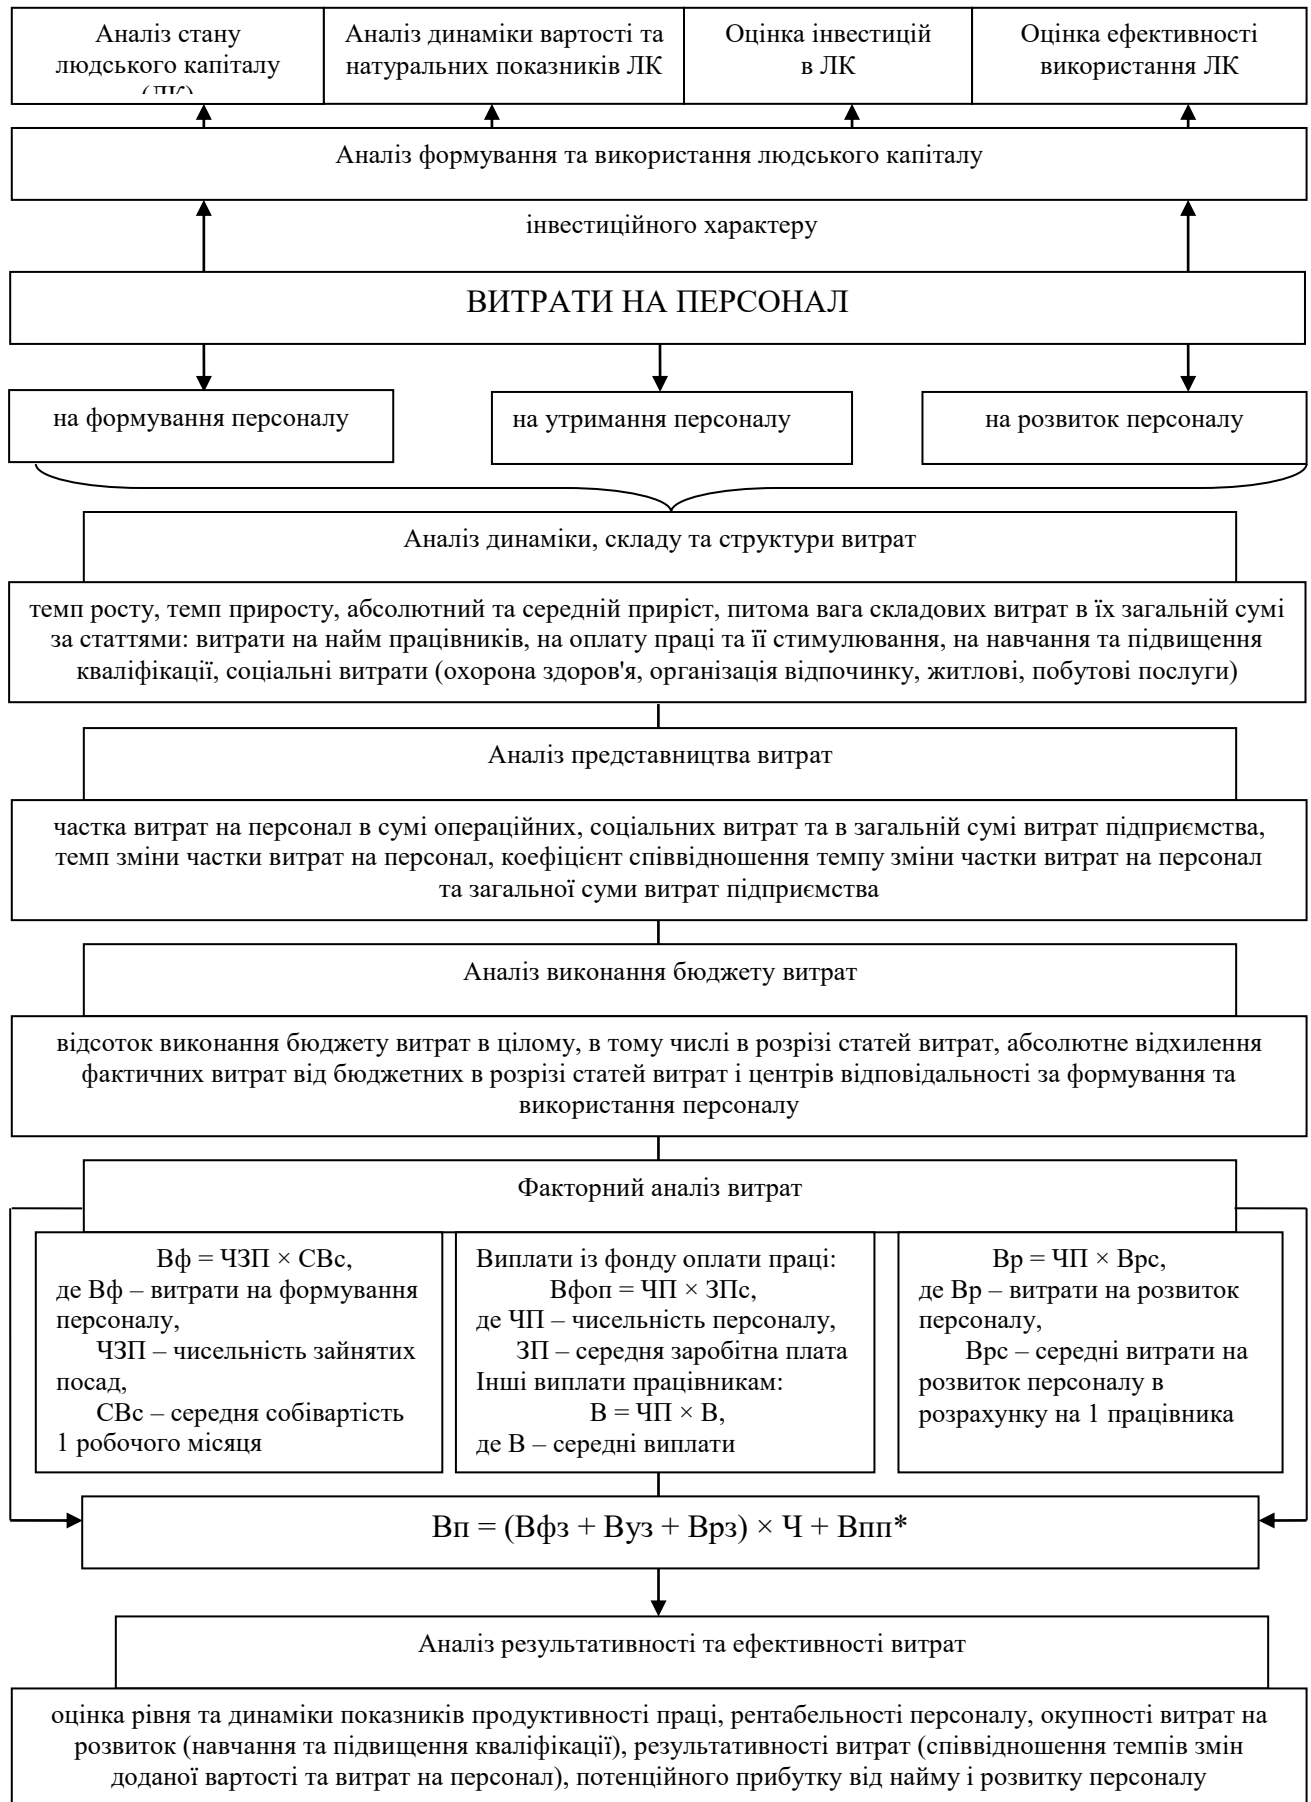 Аналіз стану
людського капіталу
(ЛК)
Аналіз динаміки вартості та
натуральних показників ЛК
Оцінка інвестицій
в ЛК
Оцінка ефективності
використання ЛК
Аналіз формування та використання людського капіталу
інвестиційного характеру
ВИТРАТИ НА ПЕРСОНАЛ
на формування персоналу
на утримання персоналу
на розвиток персоналу
Аналіз динаміки, складу та структури витрат
темп росту, темп приросту, абсолютний та середній приріст, питома вага складових витрат в їх загальній сумі
за статтями: витрати на найм працівників, на оплату праці та її стимулювання, на навчання та підвищення
кваліфікації, соціальні витрати (охорона здоров'я, організація відпочинку, житлові, побутові послуги)
Аналіз представництва витрат
частка витрат на персонал в сумі операційних, соціальних витрат та в загальній сумі витрат підприємства,
темп зміни частки витрат на персонал, коефіцієнт співвідношення темпу зміни частки витрат на персонал
та загальної суми витрат підприємства
Аналіз виконання бюджету витрат
відсоток виконання бюджету витрат в цілому, в тому числі в розрізі статей витрат, абсолютне відхилення
фактичних витрат від бюджетних в розрізі статей витрат і центрів відповідальності за формування та
використання персоналу
Факторний аналіз витрат
Вф = ЧЗП × СВс,
де Вф – витрати на формування
персоналу,
ЧЗП – чисельність зайнятих
посад,
СВс – середня собівартість
1 робочого місяця
Виплати із фонду оплати праці:
Вфоп = ЧП × ЗПс,
де ЧП – чисельність персоналу,
ЗП – середня заробітна плата
Інші виплати працівникам:
В = ЧП × В,
де В – середні виплати
Вр = ЧП × Врс,
де Вр – витрати на розвиток
персоналу,
Врс – середні витрати на
розвиток персоналу в
розрахунку на 1 працівника
Вп = (Вфз + Вуз + Врз) × Ч + Впп*
Аналіз результативності та ефективності витрат
оцінка рівня та динаміки показників продуктивності праці, рентабельності персоналу, окупності витрат на
розвиток (навчання та підвищення кваліфікації), результативності витрат (співвідношення темпів змін
доданої вартості та витрат на персонал), потенційного прибутку від найму і розвитку персоналу